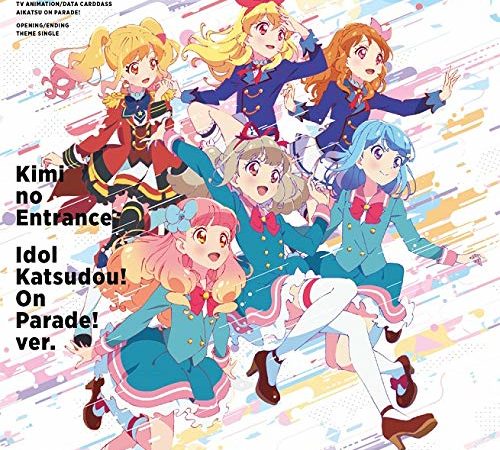 TV ANIMATION/DATA CARDDASS
AIKATSU ON PARADE!
OPENING/ENDING
THEME SINGLE
Kimi
no
Entrance
Idol
Katsudou!
On
Parade!
ver.